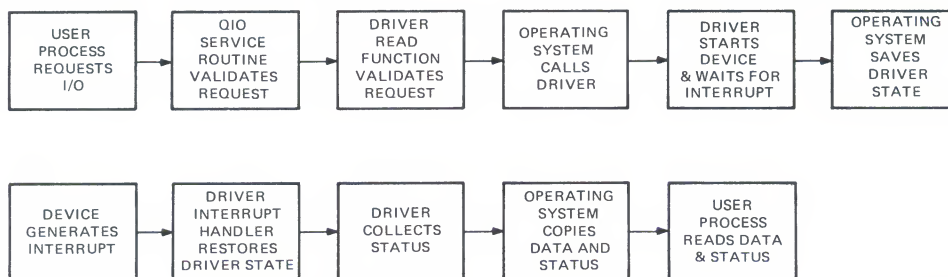 USER
PROCESS
REQUESTS
I/O
QIO
SERVICE
ROUTINE
VALIDATES
REQUEST
DRIVER
READ
FUNCTION
VALIDATES
REQUEST
OPERATING
SYSTEM
CALLS
DRIVER
DRIVER
STARTS
DEVICE
& WAITS FOR
INTERRUPT
OPERATING
SYSTEM
SAVES
DRIVER
STATE
DEVICE
GENERATES
INTERRUPT
DRIVER
INTERRUPT
HANDLER
RESTORES
DRIVER STATE
DRIVER
COLLECTS
STATUS
OPERATING
SYSTEM
COPIES
DATA AND
STATUS
USER
PROCESS
READS DATA
& STATUS